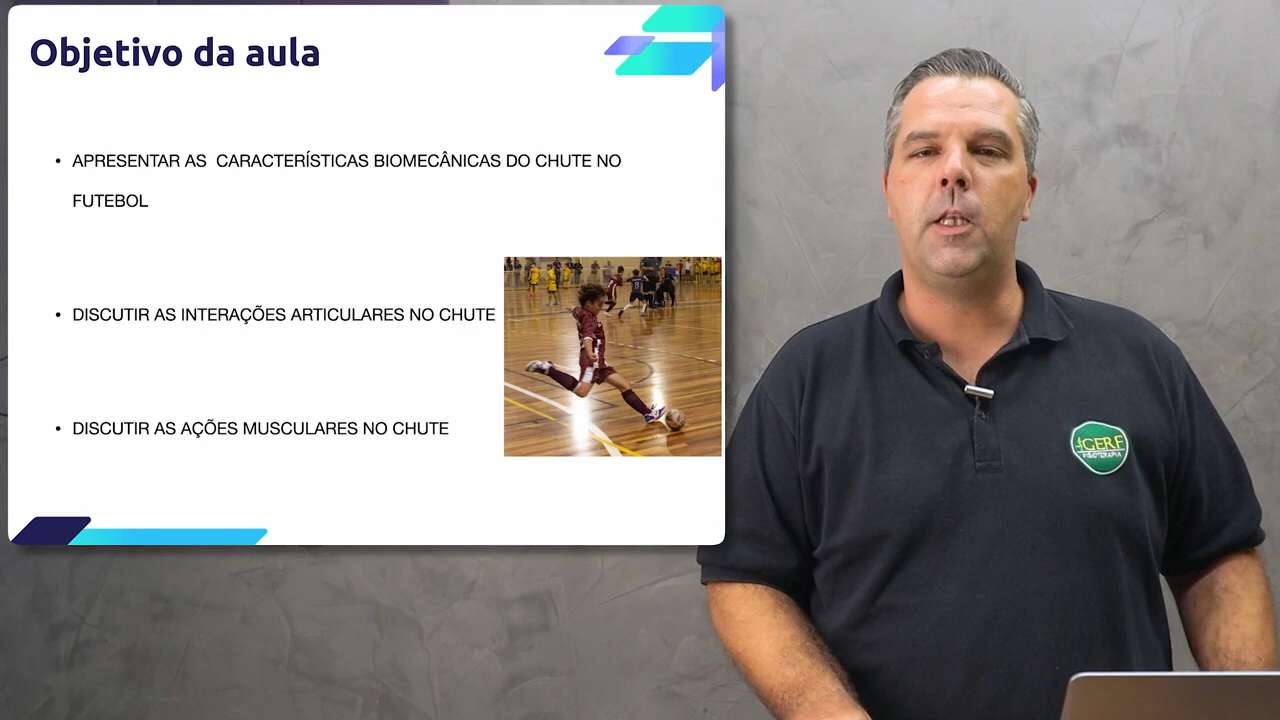 Objetivo da aula
• APRESENTAR AS CARACTERÍSTICAS BIOMECÂNICAS DO CHUTE NO
FUTEBOL
• DISCUTIR AS INTERAÇÕES ARTICULARES NO CHUTE
• DISCUTIR AS AÇÕES MUSCULARES NO CHUTE
GERF
FISIOTERAPIA